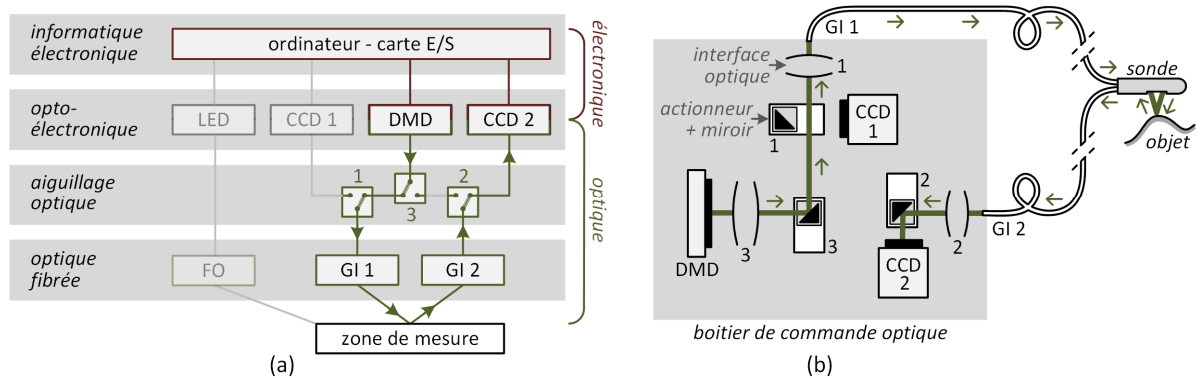 informatique
électronique
ordinateur - carte E/S
électronique
opto-
électronique
LED
CCD 1
DMD
CCD 2
aiguillage
optique
1
3
2
optique
optique
fibrée
FO
GI 1
GI 2
zone de mesure
(a)
(b)
GI 1
interface
optique
1
actionneur
+ miroir
1
CCD
1
sonde
objet
DMD
3
3
2
CCD
2
2
GI 2
boitier de commande optique